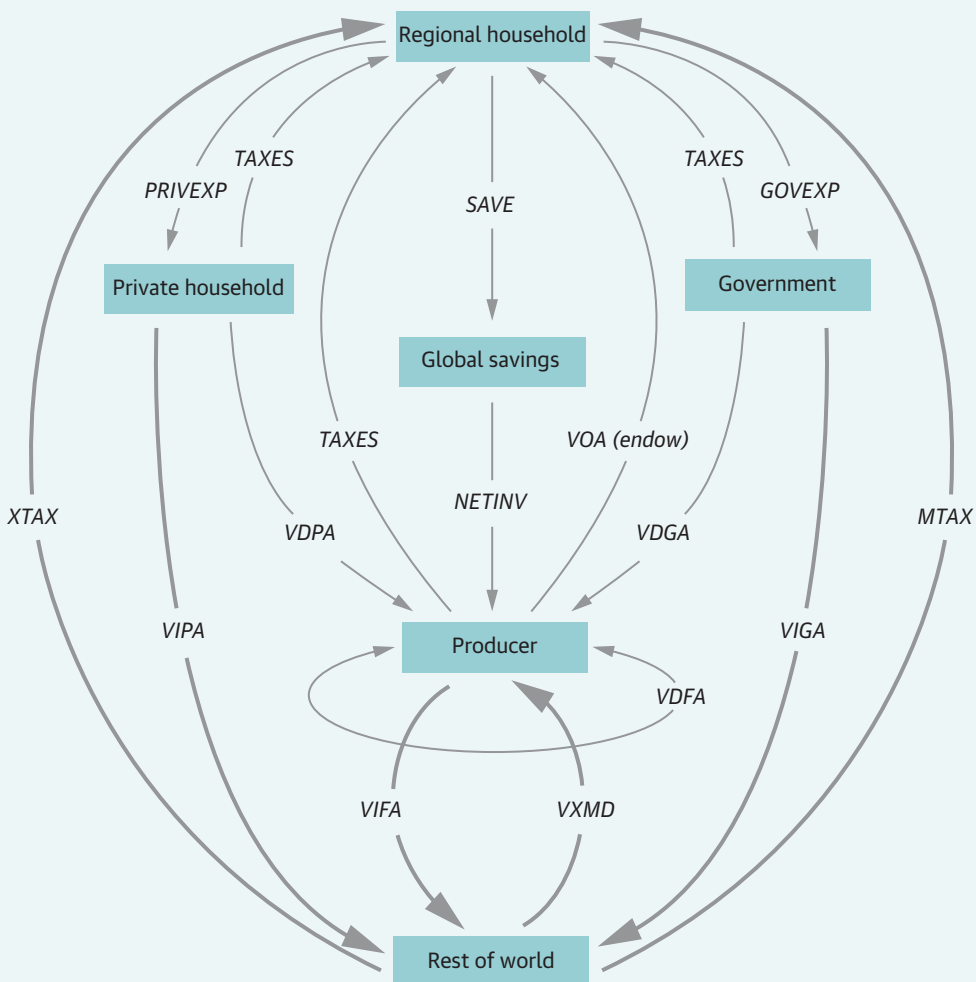 Regional household
TAXES
TAXES
PRIVEXP
SAVE
GOVEXP
Private household
Government
Global savings
TAXES
VOA (endow)
NETINV
XTAX
MTAX
VDPA
VDGA
VIPA
Producer
VIGA
VDFA
VIFA
VXMD
Rest of world